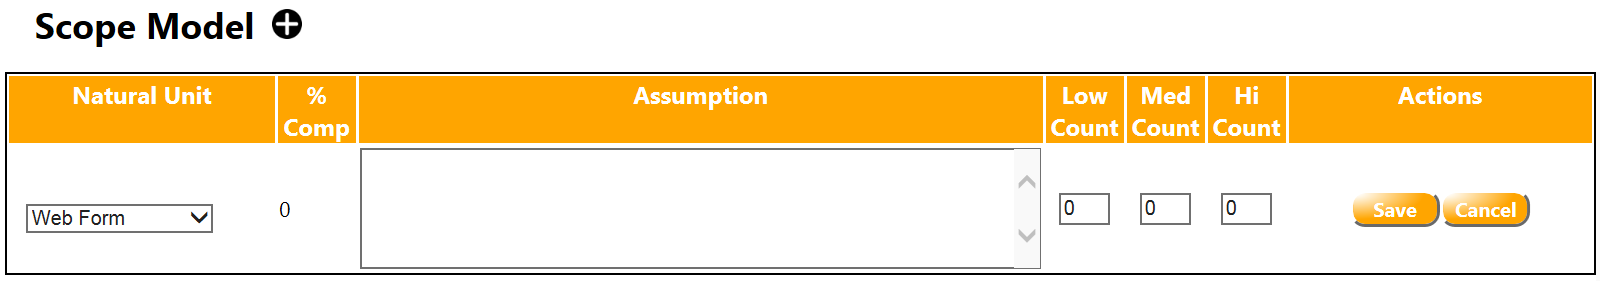 Scope Model
Natural Unit % Comp Assumption Low Count Med Count Hi Count Actions
Web Form 0 0 0 0 Save Cancel